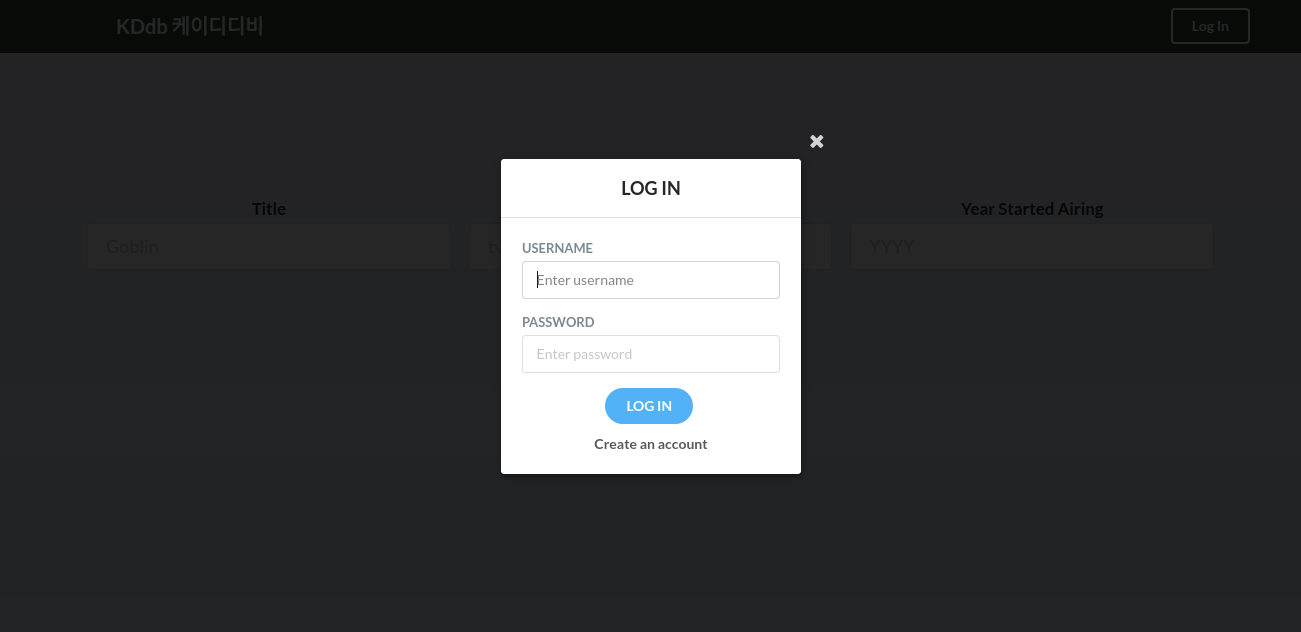 KDdb 케이디디비
Log In
LOG IN
Title
Year Started Airing
Goblin
YYYY
USERNAME
Enter username
PASSWORD
Enter password
LOG IN
Create an account